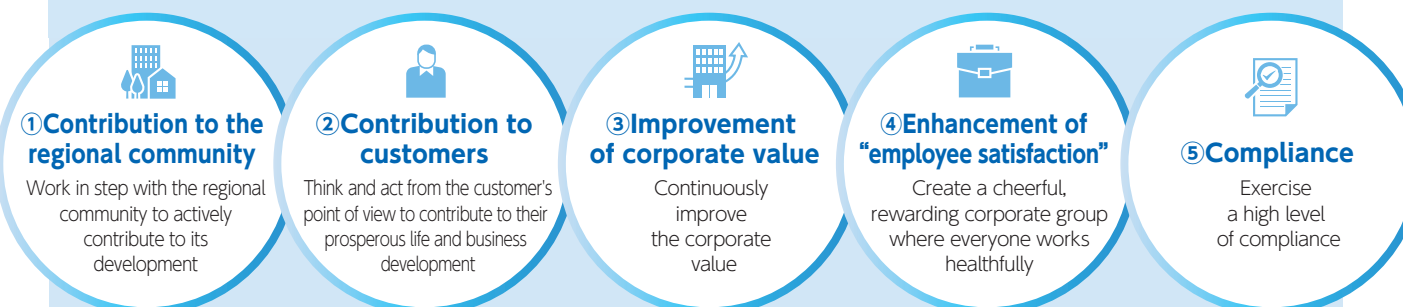 ①Contribution to the
regional community
Work in step with the regional
community to actively
contribute to its
development
②Contribution to
customers
Think and act from the customer's
point of view to contribute to their
prosperous life and business
development
③Improvement
of corporate value
Continuously
improve
the corporate
value
④Enhancement of
“employee satisfaction”
Create a cheerful,
rewarding corporate group
where everyone works
healthfully
⑤Compliance
Exercise
a high level
of compliance